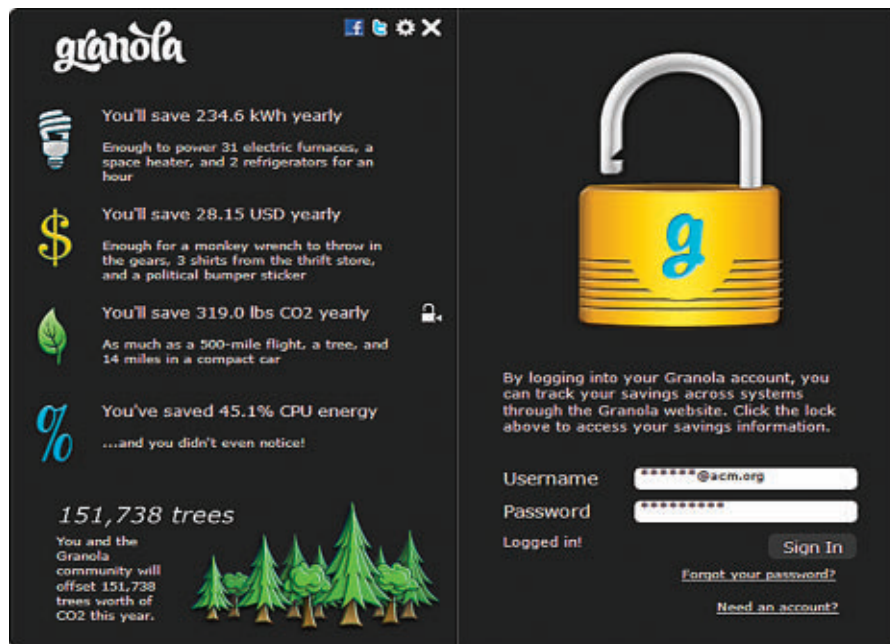 granola
You'll save 234.6 kWh yearly
Enough to power 31 electric furnaces, a
space heater, and 2 refrigerators for an
hour
$
You'll save 28.15 USD yearly
Enough for a monkey wrench to throw in
the gears, 3 shirts from the thrift store,
and a political bumper sticker
You'll save 319.0 lbs CO2 yearly
As much as a 500-mile flight, a tree, and
14 miles in a compact car
%
You've saved 45.1% CPU energy
...and you didn't even notice!
151,738 trees
You and the
Granola
community will
offset 151,738
trees worth of
CO2 this year.
g
By logging into your Granola account, you
can track your savings across systems
through the Granola website. Click the lock
above to access your savings information.
Username ******@acm.org
Password *********
Logged in! Sign In
Forgot your password?
Need an account?